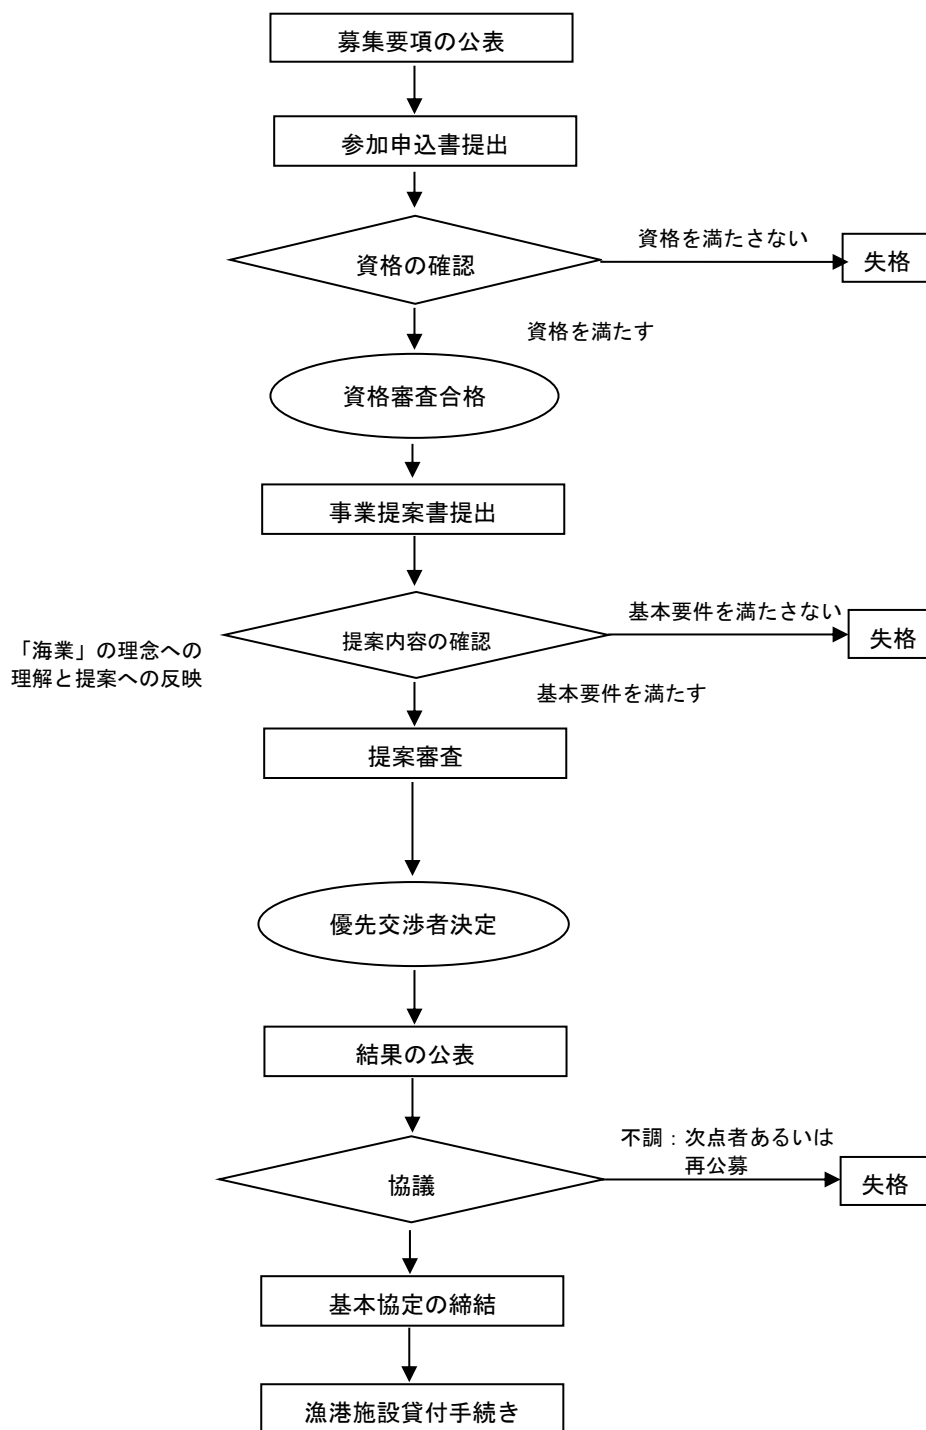 募集要項の公表
参加申込書提出
資格を満たさない
資格の確認
失格
資格を満たす
資格審査合格
事業提案書提出
基本要件を満たさない
「海業」の理念への
理解と提案への反映
提案内容の確認
失格
基本要件を満たす
提案審査
優先交渉者決定
結果の公表
不調：次点者あるいは
再公募
協議
失格
基本協定の締結
漁港施設貸付手続き